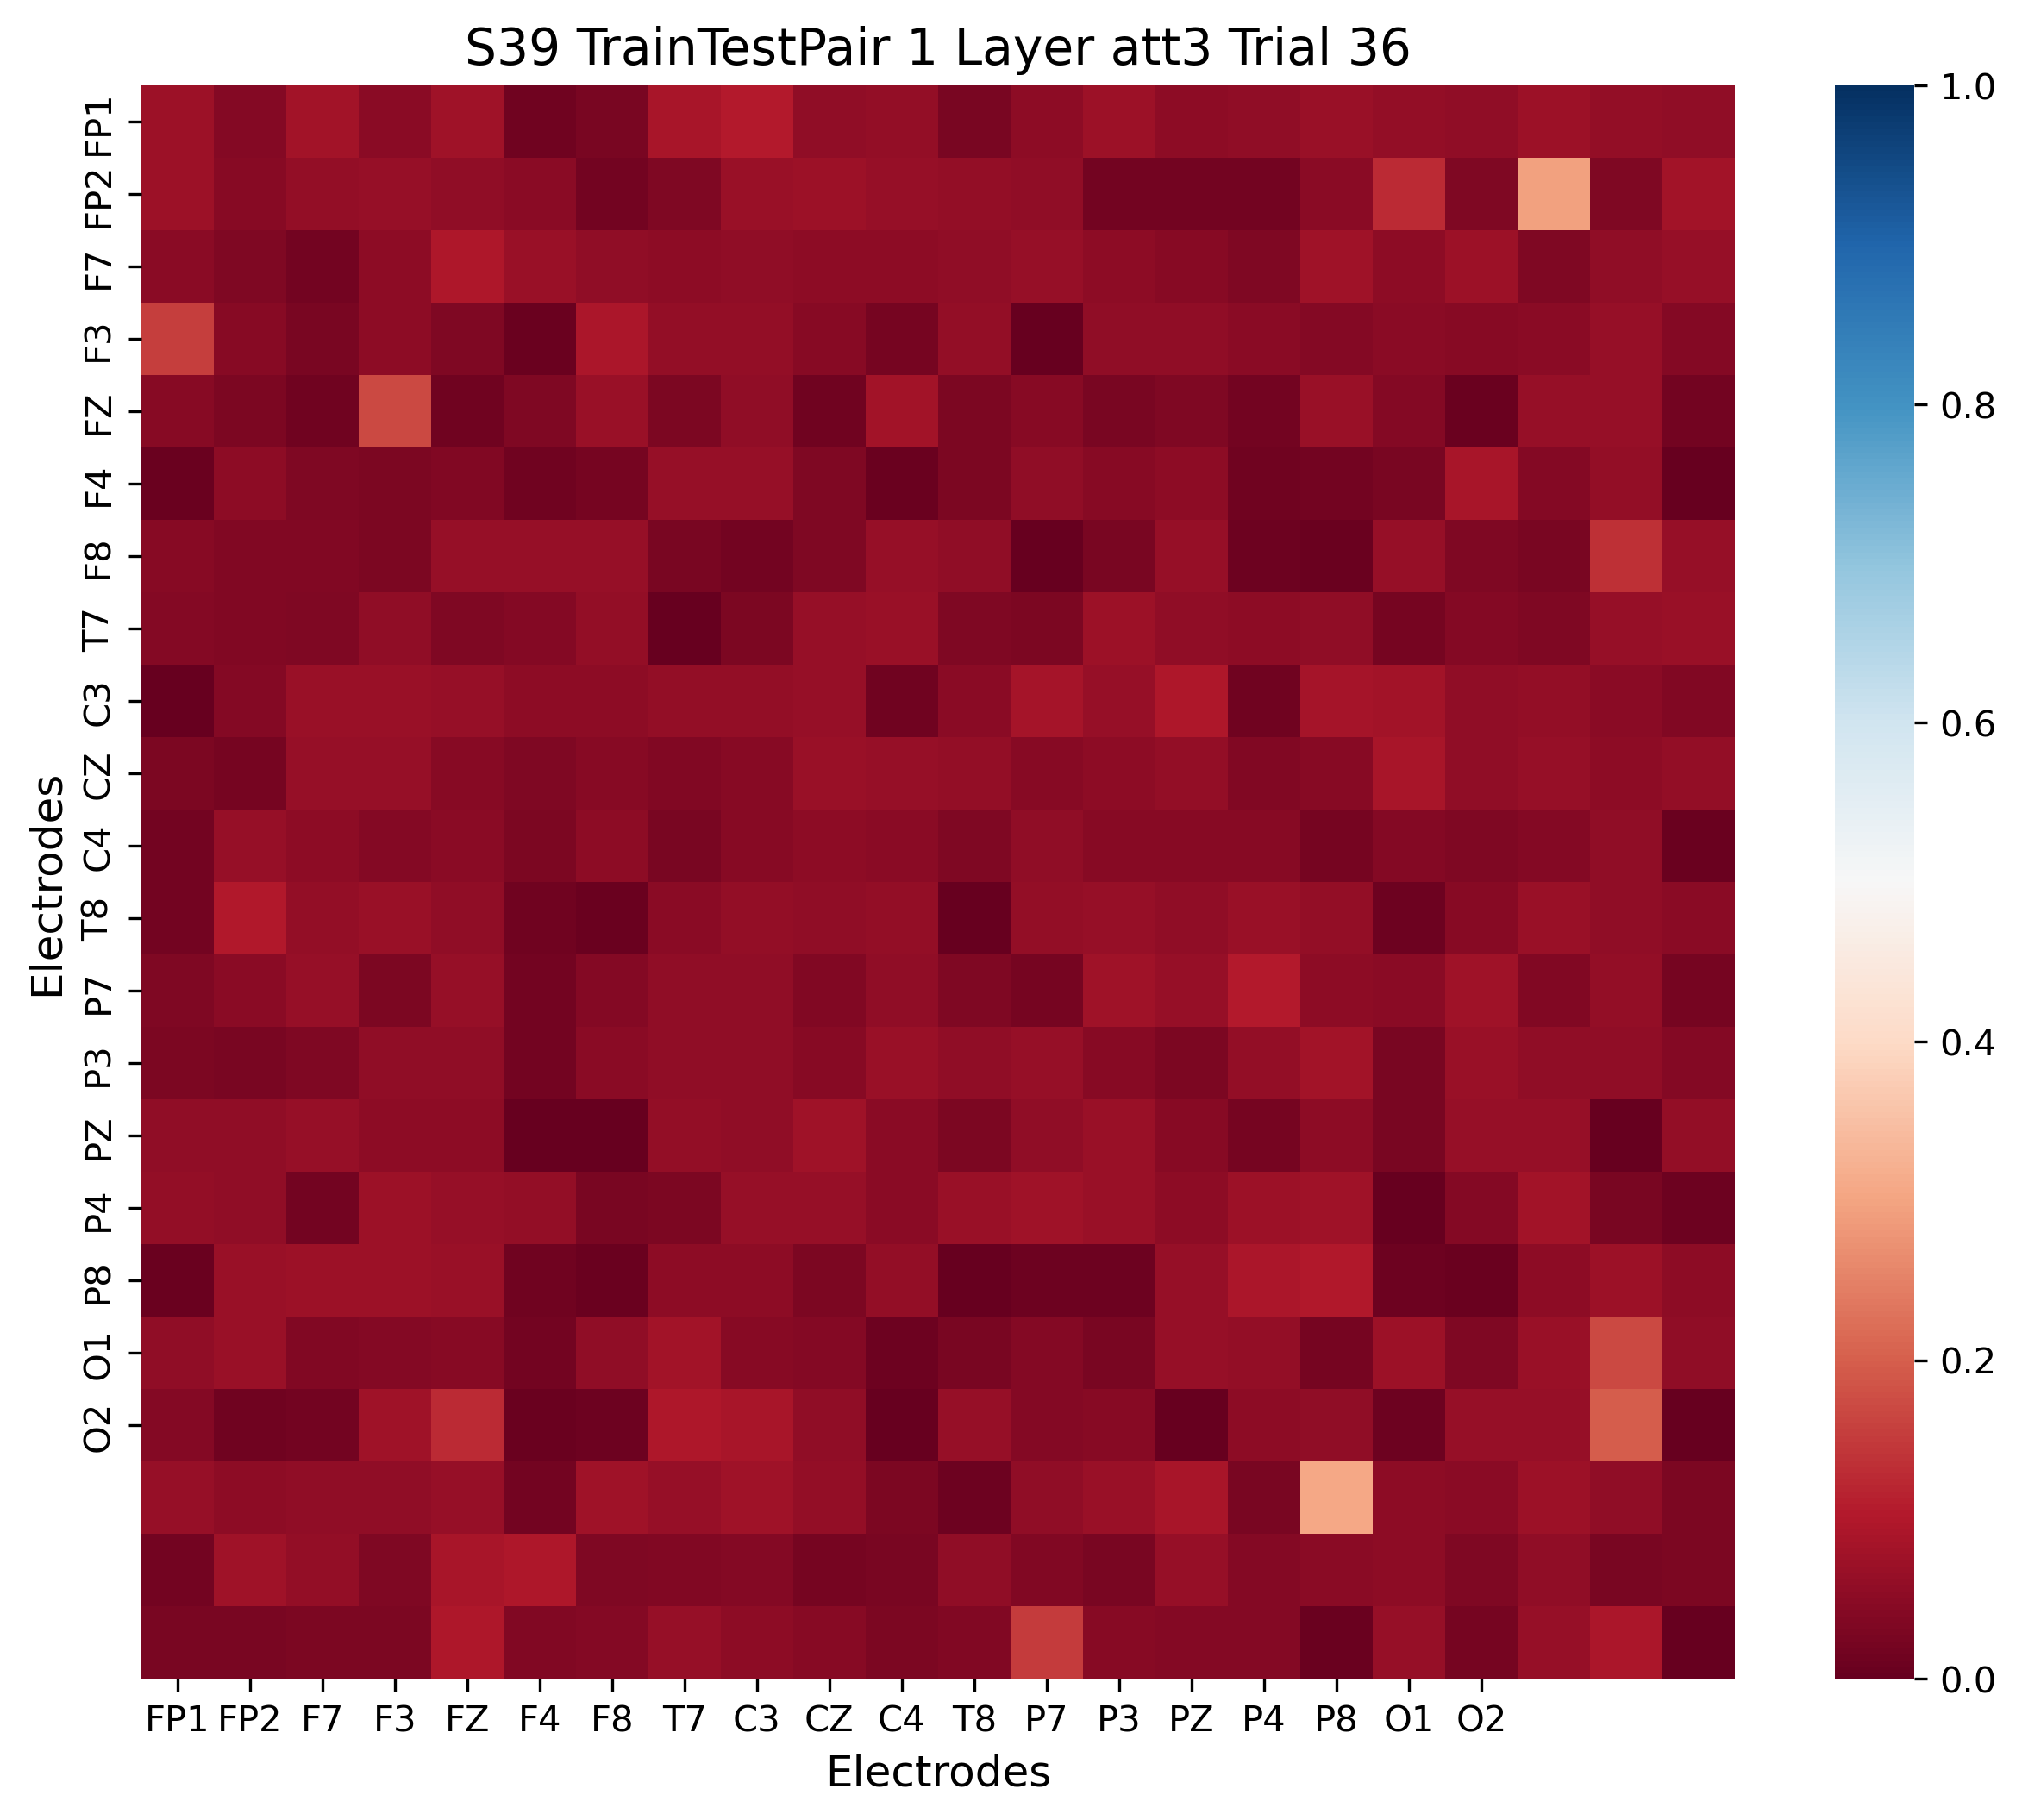 S39 TrainTestPair 1 Layer att3 Trial 36
Electrodes
FP1
FP2
F7
F3
FZ
F4
F8
T7
C3
CZ
C4
T8
P7
P3
PZ
P4
P8
O1
O2
FP1 FP2 F7 F3 FZ F4 F8 T7 C3 CZ C4 T8 P7 P3 PZ P4 P8 O1 O2
Electrodes
1.0
0.8
0.6
0.4
0.2
0.0